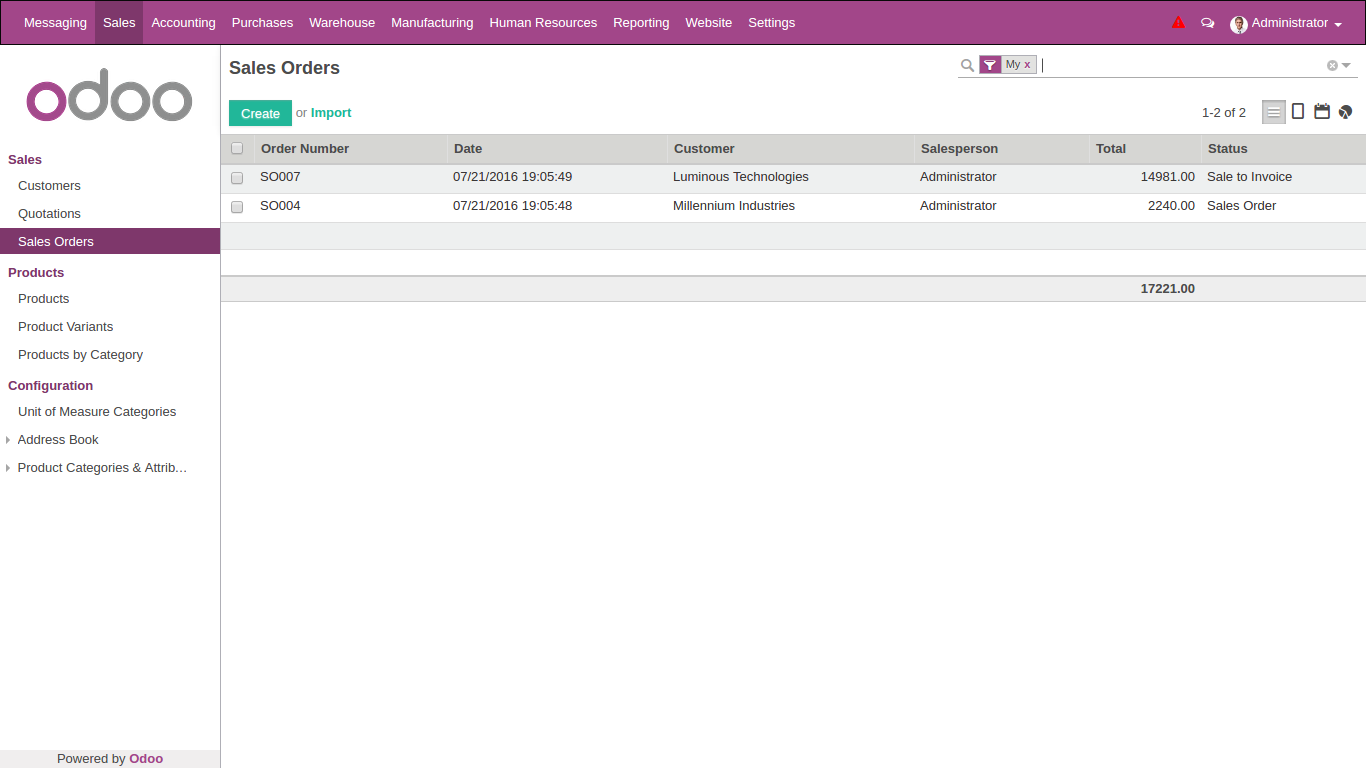 Messaging Sales Accounting Purchases Warehouse Manufacturing Human Resources Reporting Website Settings Administrator
odoo
Sales
Customers
Quotations
Sales Orders
Products
Products
Product Variants
Products by Category
Configuration
Unit of Measure Categories
Address Book
Product Categories & Attrib...
Powered by Odoo
Sales Orders
My x
Create or Import
1-2 of 2
Order Number Date Customer Salesperson Total Status
SO007 07/21/2016 19:05:49 Luminous Technologies Administrator 14981.00 Sale to Invoice
SO004 07/21/2016 19:05:48 Millennium Industries Administrator 2240.00 Sales Order
17221.00